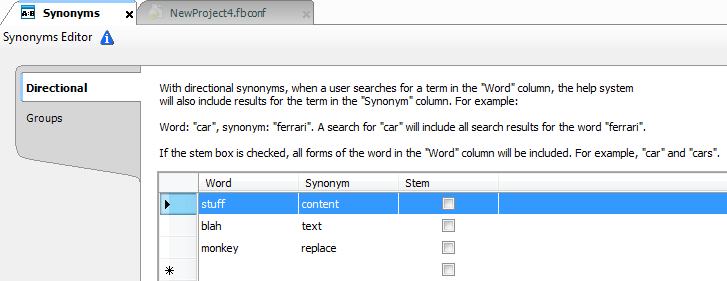 A:B Synonyms x NewProject4.fbconf x
Synonyms Editor i
Directional
Groups
With directional synonyms, when a user searches for a term in the "Word" column, the help system
will also include results for the term in the "Synonym" column. For example:
Word: "car", synonym: "ferrari". A search for "car" will include all search results for the word "ferrari".
If the stem box is checked, all forms of the word in the "Word" column will be included. For example, "car" and "cars".
Word Synonym Stem
stuff content
blah text
monkey replace
*